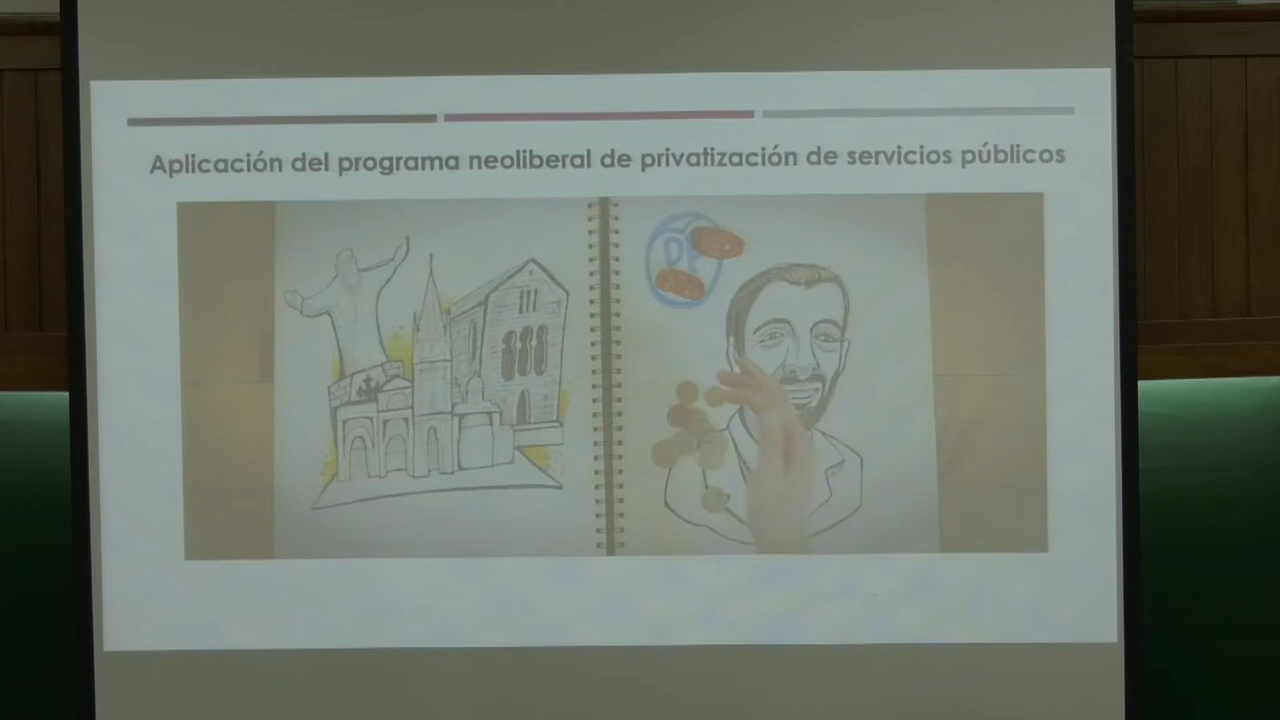 Aplicación del programa neoliberal de privatización de servicios públicos